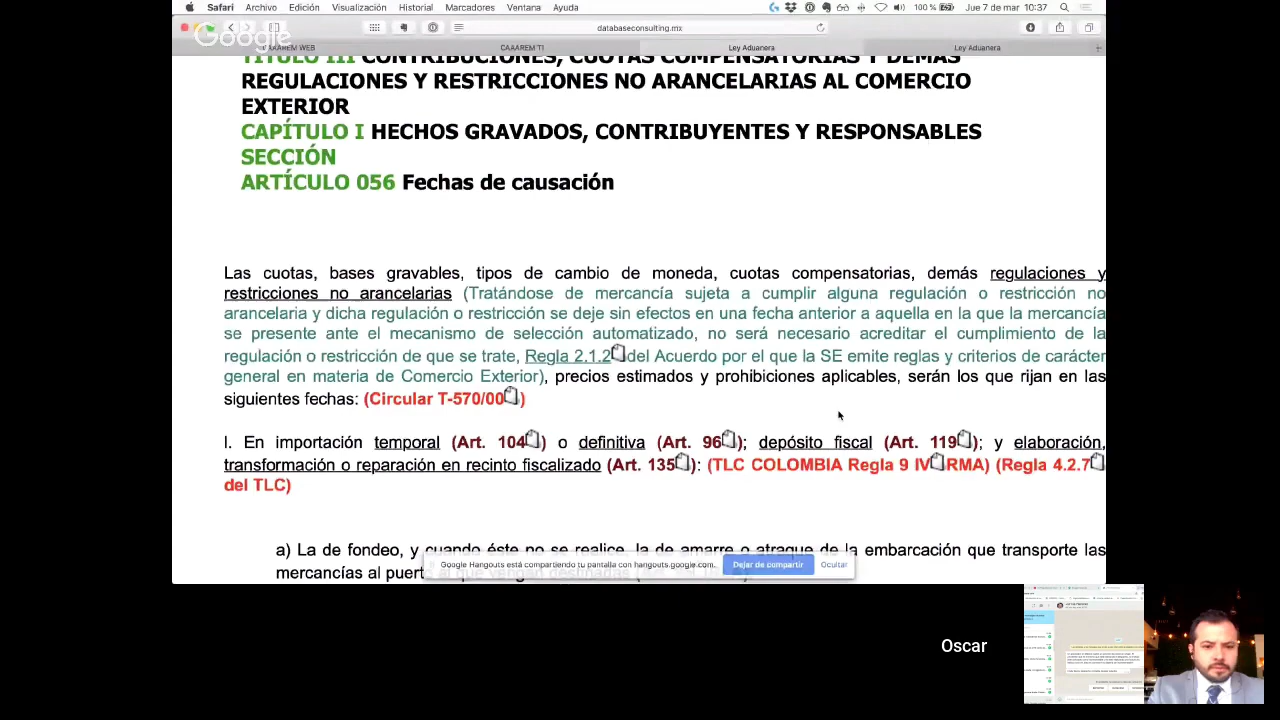 Safari Archivo Edición Visualización Historial Marcadores Ventana Ayuda 100 % Jue 7 de mar 10:37
Google
databaseconsulting.mx
CAAAREM WEB CAAAREM TI Ley Aduanera Ley Aduanera
TÍTULO III CONTRIBUCIONES, CUOTAS COMPENSATORIAS Y DEMÁS
REGULACIONES Y RESTRICCIONES NO ARANCELARIAS AL COMERCIO
EXTERIOR
CAPÍTULO I HECHOS GRAVADOS, CONTRIBUYENTES Y RESPONSABLES
SECCIÓN
ARTÍCULO 056 Fechas de causación
Las cuotas, bases gravables, tipos de cambio de moneda, cuotas compensatorias, demás regulaciones y
restricciones no arancelarias (Tratándose de mercancía sujeta a cumplir alguna regulación o restricción no
arancelaria y dicha regulación o restricción se deje sin efectos en una fecha anterior a aquella en la que la mercancía
se presente ante el mecanismo de selección automatizado, no será necesario acreditar el cumplimiento de la
regulación o restricción de que se trate, Regla 2.1.2 del Acuerdo por el que la SE emite reglas y criterios de carácter
general en materia de Comercio Exterior), precios estimados y prohibiciones aplicables, serán los que rijan en las
siguientes fechas: (Circular T-570/00)
I. En importación temporal (Art. 104) o definitiva (Art. 96); depósito fiscal (Art. 119); y elaboración,
transformación o reparación en recinto fiscalizado (Art. 135): (TLC COLOMBIA Regla 9 IV RMA) (Regla 4.2.7
del TLC)
a) La de fondeo, y cuando éste no se realice, la de amarre o atraque de la embarcación que transporte las
mercancías al puerto al que vengan destinadas
Google Hangouts está compartiendo tu pantalla con hangouts.google.com. Dejar de compartir Ocultar
Oscar